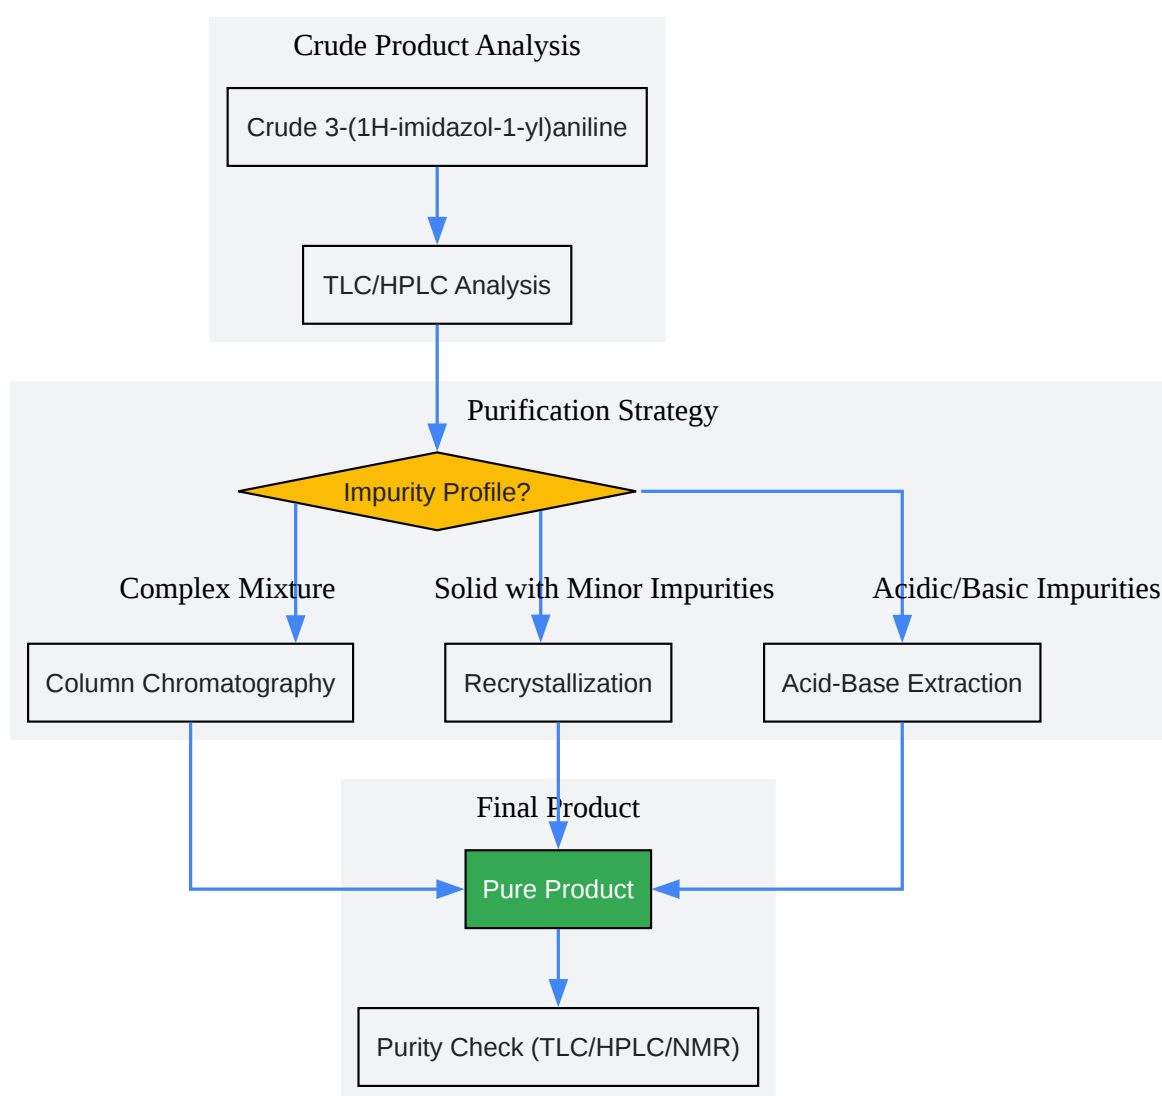 Crude Product Analysis
Crude 3-(1H-imidazol-1-yl)aniline
TLC/HPLC Analysis
Purification Strategy
Impurity Profile?
Complex Mixture
Solid with Minor Impurities
Acidic/Basic Impurities
Column Chromatography
Recrystallization
Acid-Base Extraction
Final Product
Pure Product
Purity Check (TLC/HPLC/NMR)